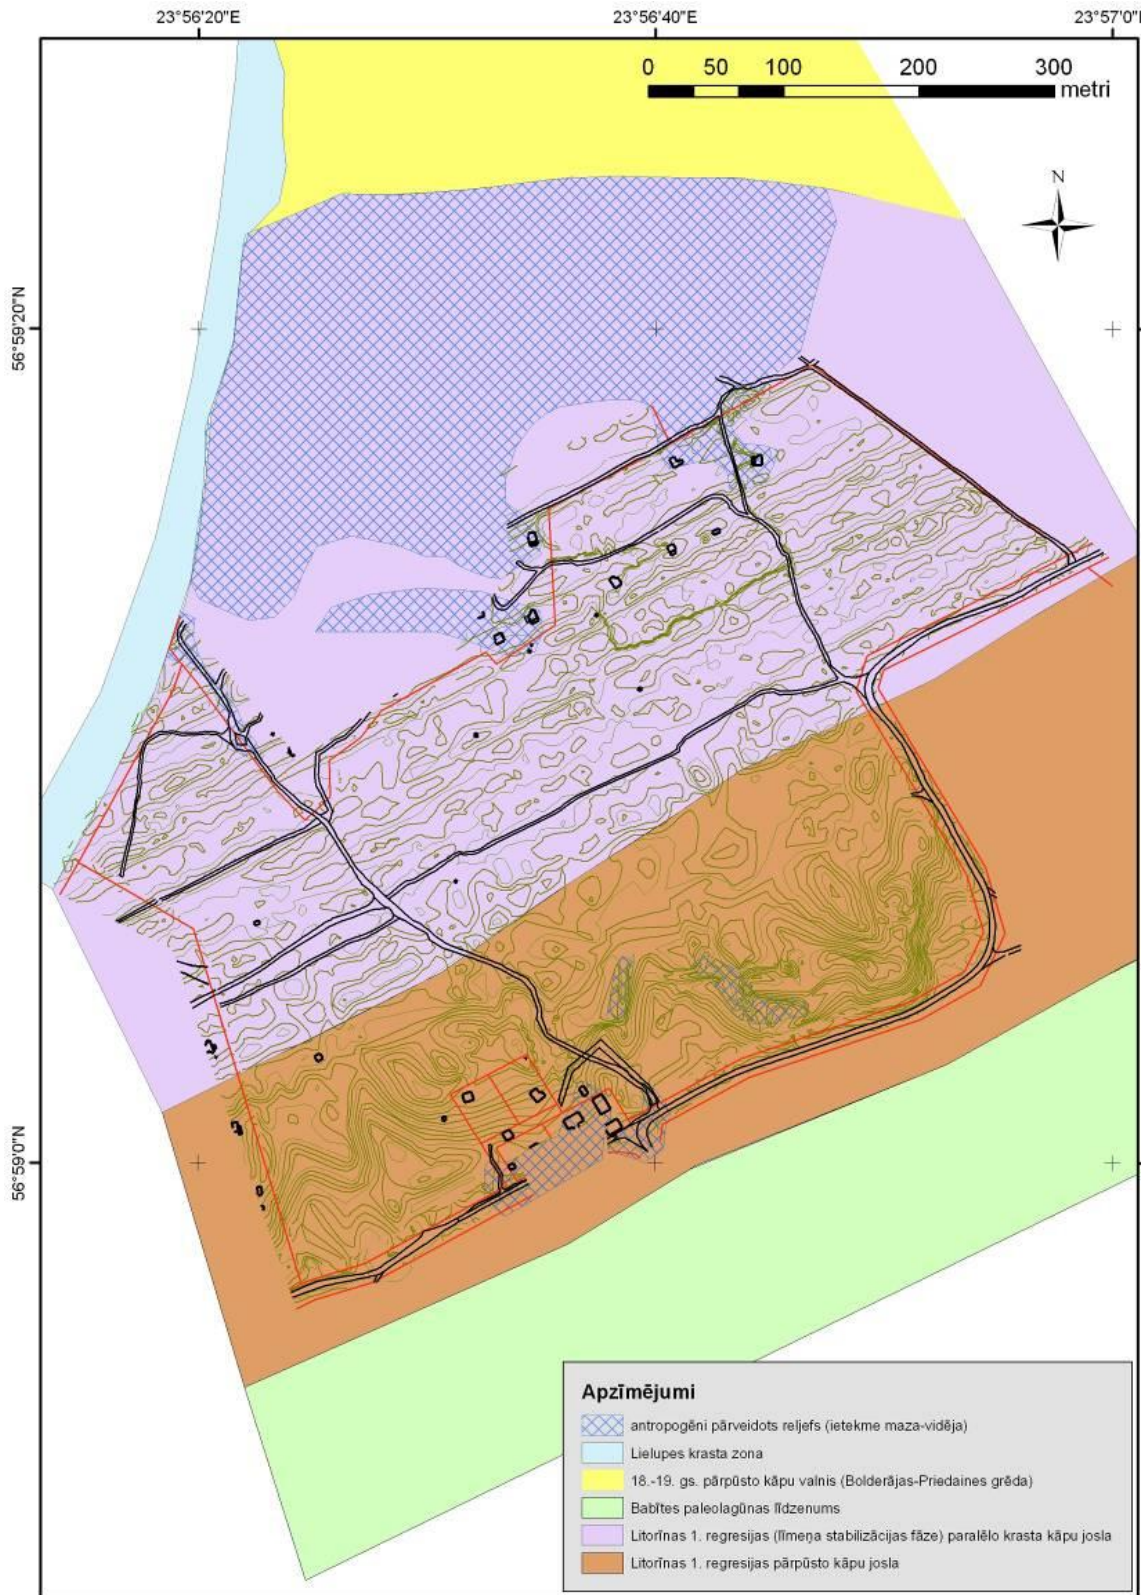 23°56'20"E 23°56'40"E 23°57'0"E
0 50 100 200 300
metri
N
56°59'20"N
56°59'0"N
Apzīmējumi
antropogēni pārveidots reljefs (ietekme maza-vidēja)
Lielupes krasta zona
18.-19. gs. pārpūsto kāpu valnis (Bolderājas-Priedaines grēda)
Babītes paleolagūnas līdzenums
Litorīnas 1. regresijas (līmeņa stabilizācijas fāze) paralēlo krasta kāpu josla
Litorīnas 1. regresijas pārpūsto kāpu josla